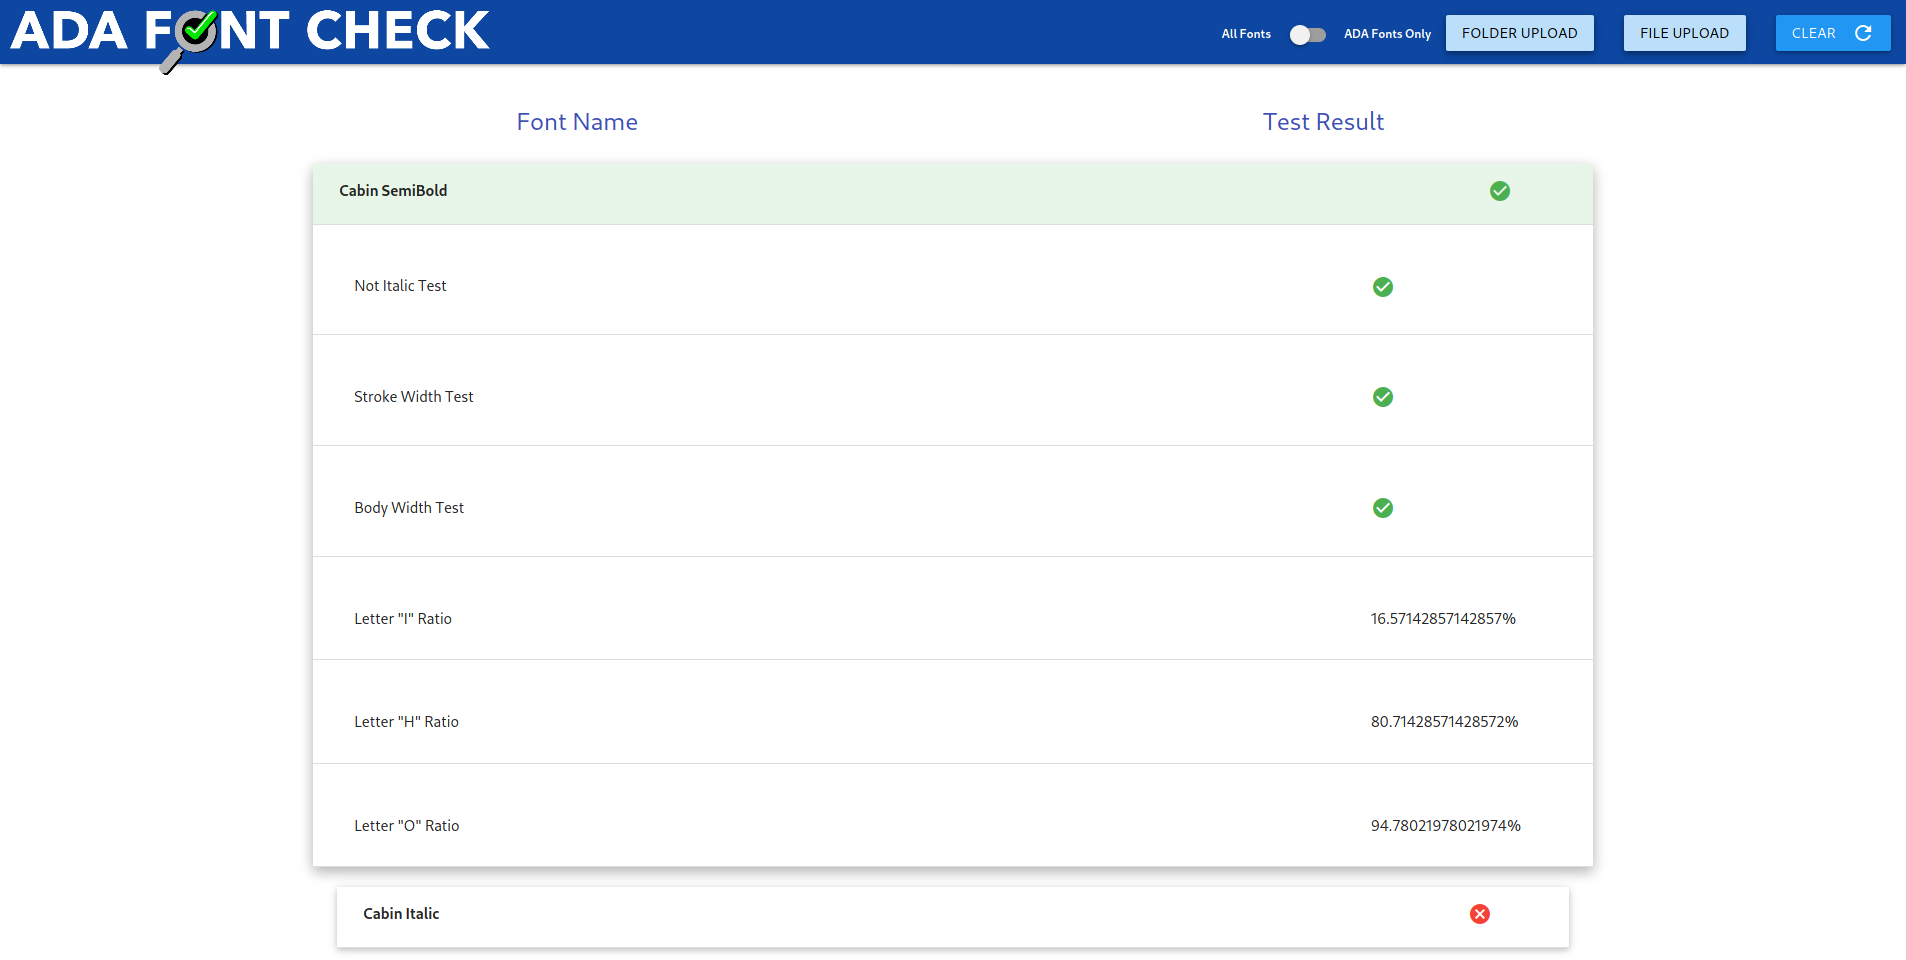 ADA FONT CHECK
All Fonts ADA Fonts Only FOLDER UPLOAD FILE UPLOAD CLEAR
Font Name Test Result
Cabin SemiBold
Not Italic Test
Stroke Width Test
Body Width Test
Letter "I" Ratio 16.57142857142857%
Letter "H" Ratio 80.71428571428572%
Letter "O" Ratio 94.78021978021974%
Cabin Italic